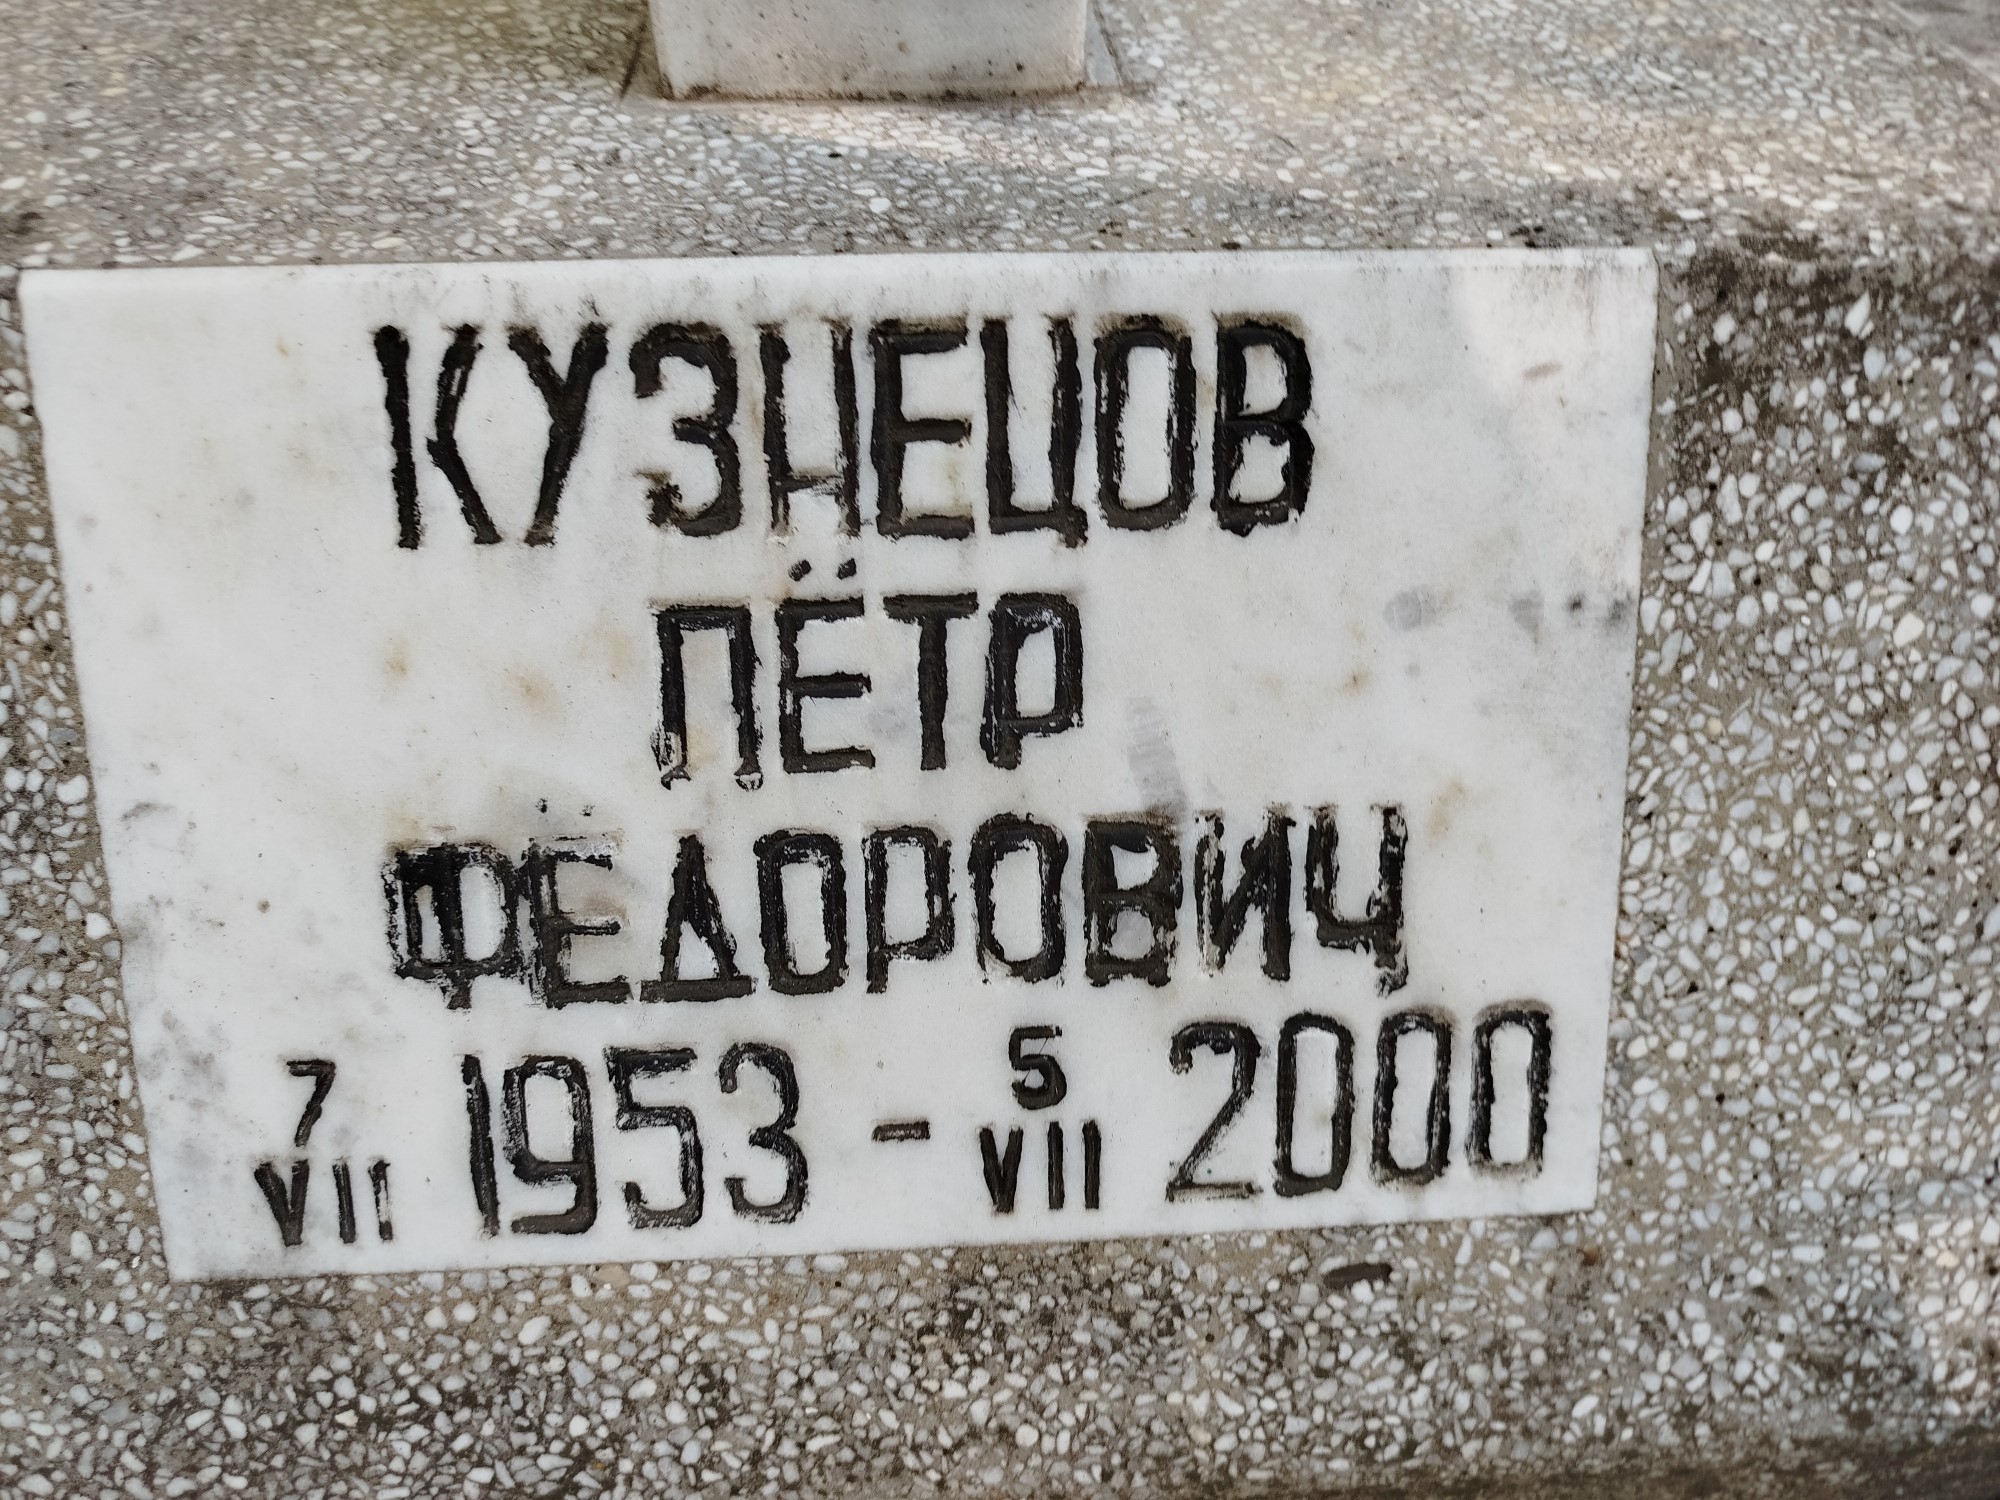 КУЗНЕЦОВ
ПЁТР
ФЁДОРОВИЧ
7 VII 1953 - 5 VII 2000